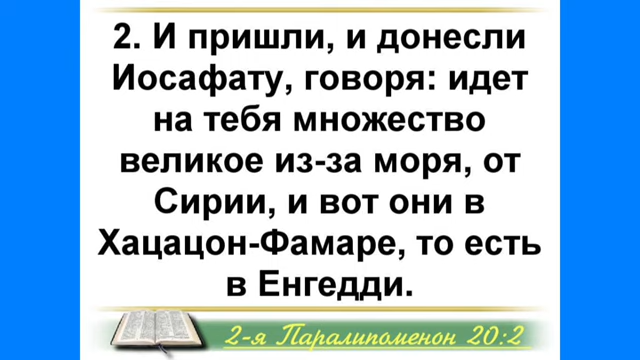 2. И пришли, и донесли
Иосафату, говоря: идет
на тебя множество
великое из-за моря, от
Сирии, и вот они в
Хацацон-Фамаре, то есть
в Енгедди.
2-я Паралипоменон 20:2